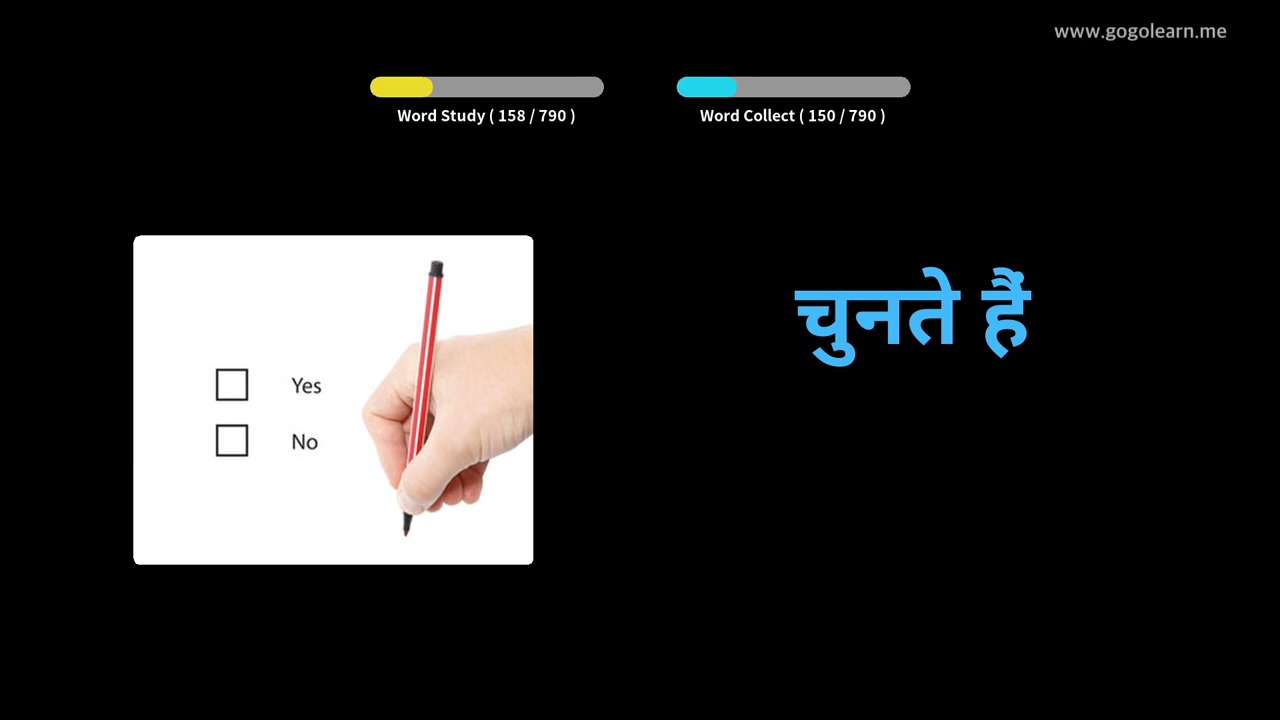 www.gogolearn.me
Word Study ( 158 / 790 )
Word Collect ( 150 / 790 )
Yes
No
चुनते हैं